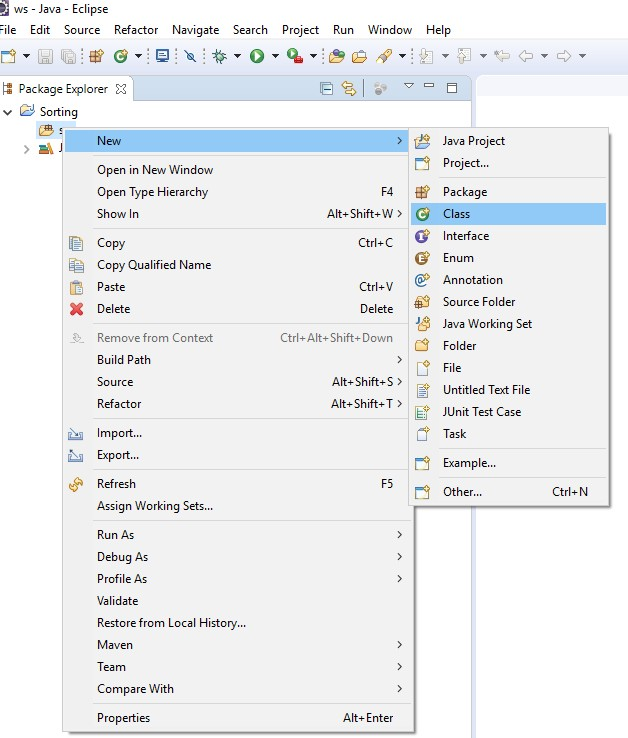 ws - Java - Eclipse
File Edit Source Refactor Navigate Search Project Run Window Help
Package Explorer
Sorting
New
Open in New Window
Open Type Hierarchy F4
Show In Alt+Shift+W
Copy Ctrl+C
Copy Qualified Name
Paste Ctrl+V
Delete Delete
Remove from Context Ctrl+Alt+Shift+Down
Build Path
Source Alt+Shift+S
Refactor Alt+Shift+T
Import...
Export...
Refresh F5
Assign Working Sets...
Run As
Debug As
Profile As
Validate
Restore from Local History...
Maven
Team
Compare With
Properties Alt+Enter
Java Project
Project...
Package
Class
Interface
Enum
Annotation
Source Folder
Java Working Set
Folder
File
Untitled Text File
JUnit Test Case
Task
Example...
Other... Ctrl+N